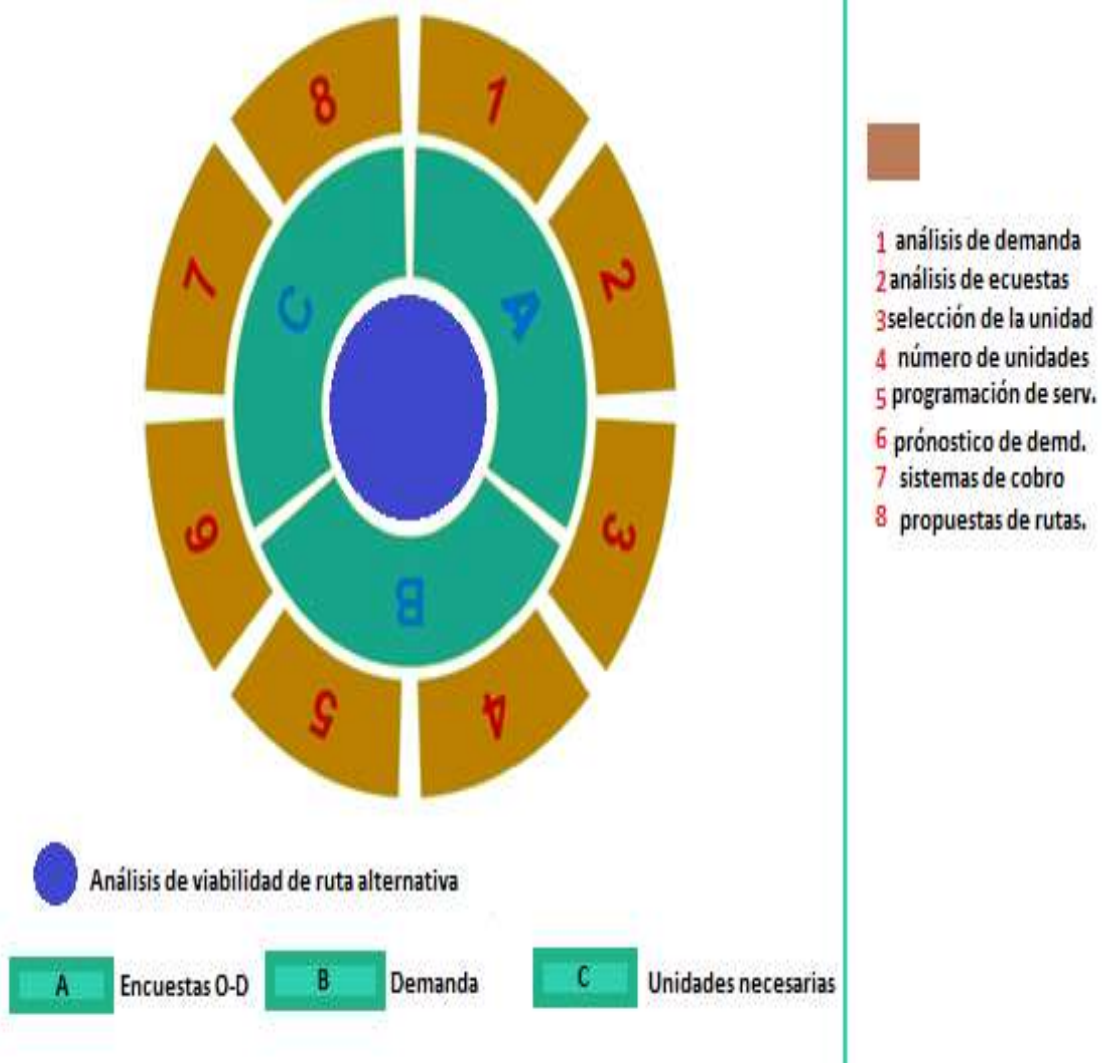 8
1
7
2
C
A
6
3
B
5
4
1 análisis de demanda
2 análisis de ecuestas
3 selección de la unidad
4 número de unidades
5 programación de serv.
6 prónostico de demd.
7 sistemas de cobro
8 propuestas de rutas.
Análisis de viabilidad de ruta alternativa
A Encuestas O-D B Demanda C Unidades necesarias